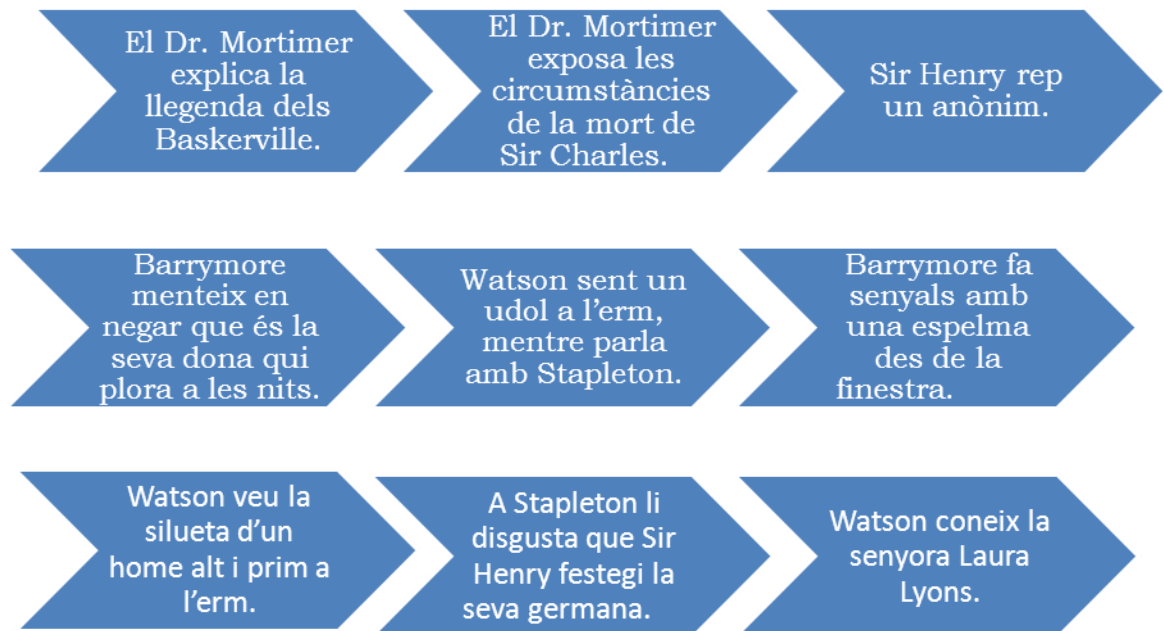 El Dr. Mortimer
explica la
llegenda dels
Baskerville.
El Dr. Mortimer
exposa les
circumstàncies
de la mort de
Sir Charles.
Sir Henry rep
un anònim.
Barrymore
menteix en
negar que és la
seva dona qui
plora a les nits.
Watson sent un
udol a l’erm,
mentre parla
amb Stapleton.
Barrymore fa
senyals amb
una espelma
des de la
finestra.
Watson veu la
silueta d’un
home alt i prim a
l’erm.
A Stapleton li
disgusta que Sir
Henry festegi la
seva germana.
Watson coneix la
senyora Laura
Lyons.